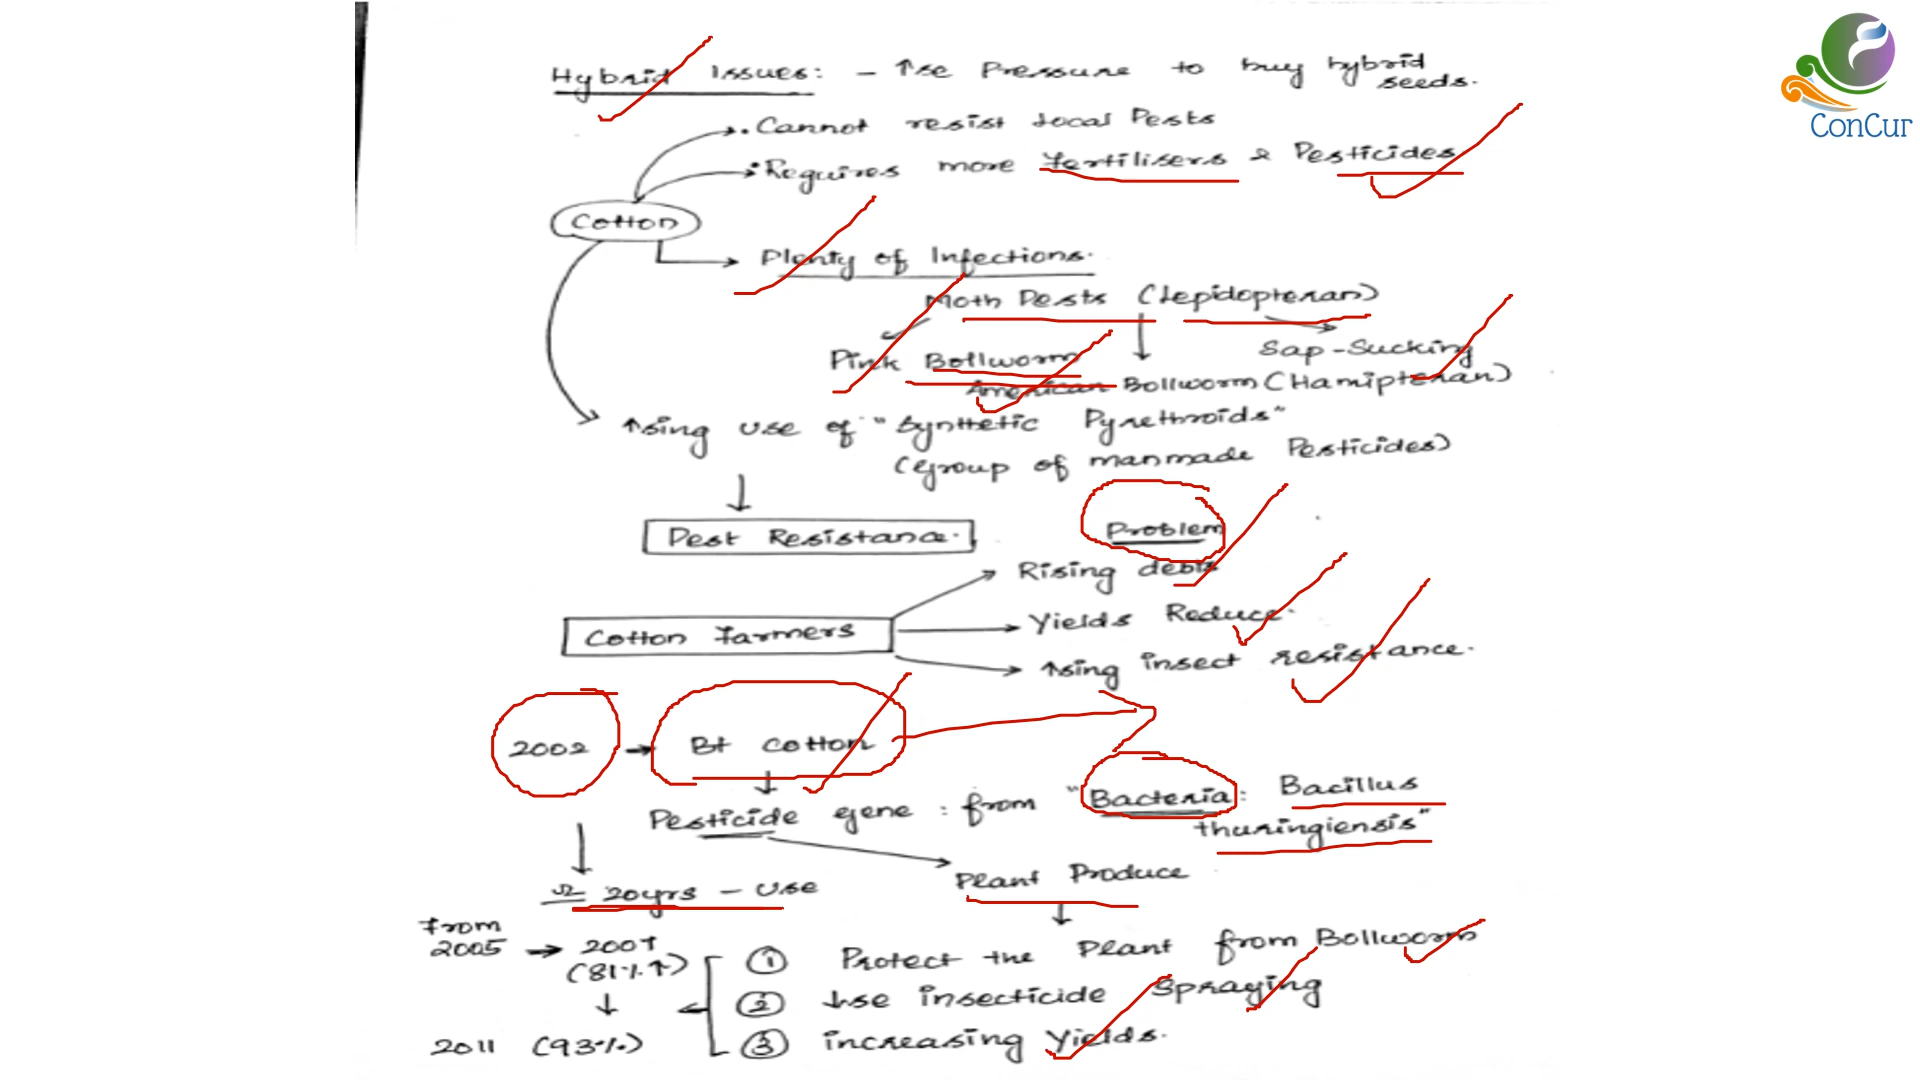 Hybrid Issues: - ↑se Pressure to buy hybrid seeds.
• Cannot resist Local Pests
• Requires more fertilisers & Pesticides
Cotton
Plenty of Infections.
Moth Pests (Lepidopteran)
Pink Bollworm
Sap-Sucking
American Bollworm (Hamipteran)
↑sing use of "Synthetic Pyrethroids"
(Group of manmade Pesticides)
Pest Resistance.
Problem
Rising debts
Cotton farmers
Yields Reduce.
↑sing insect resistance.
2002 → Bt cotton
Pesticide gene : from "Bacteria: Bacillus
thuringiensis"
20yrs - Use
Plant Produce
from
2005 → 2007
(81%↑)
① Protect the Plant from Bollworm
② ↓se insecticide Spraying
2011 (93%)
③ increasing Yields.
ConCur